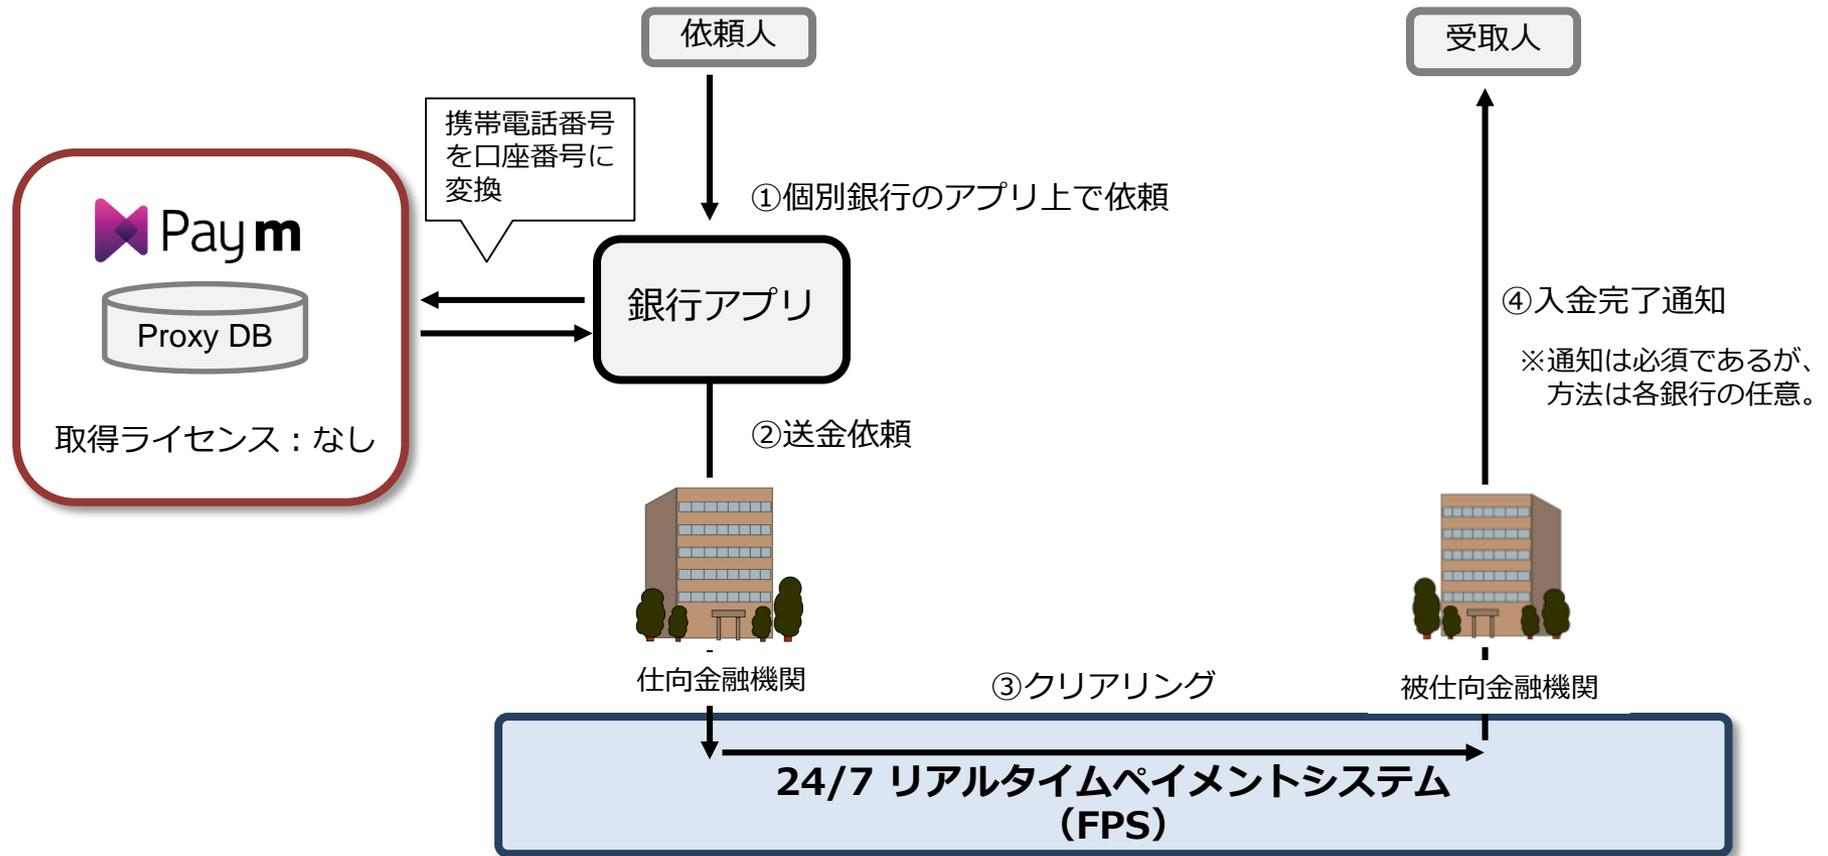 依頼人
受取人
携帯電話番号
を口座番号に
変換
①個別銀行のアプリ上で依頼
Paym
Proxy DB
取得ライセンス：なし
銀行アプリ
④入金完了通知
※通知は必須であるが、
方法は各銀行の任意。
②送金依頼
仕向金融機関
③クリアリング
被仕向金融機関
24/7 リアルタイムペイメントシステム
（FPS）